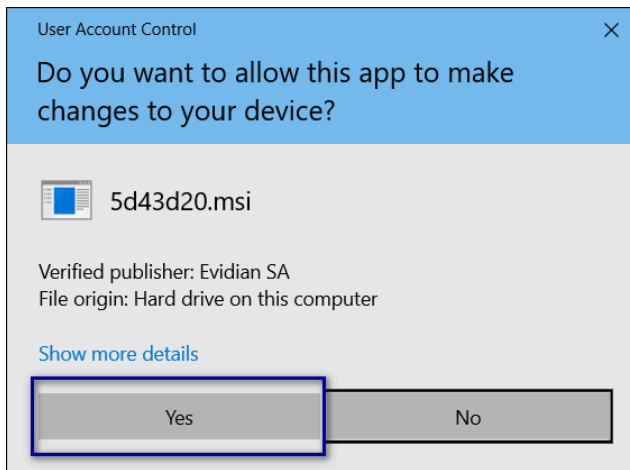 User Account Control
Do you want to allow this app to make
changes to your device?
5d43d20.msi
Verified publisher: Evidian SA
File origin: Hard drive on this computer
Show more details
Yes
No